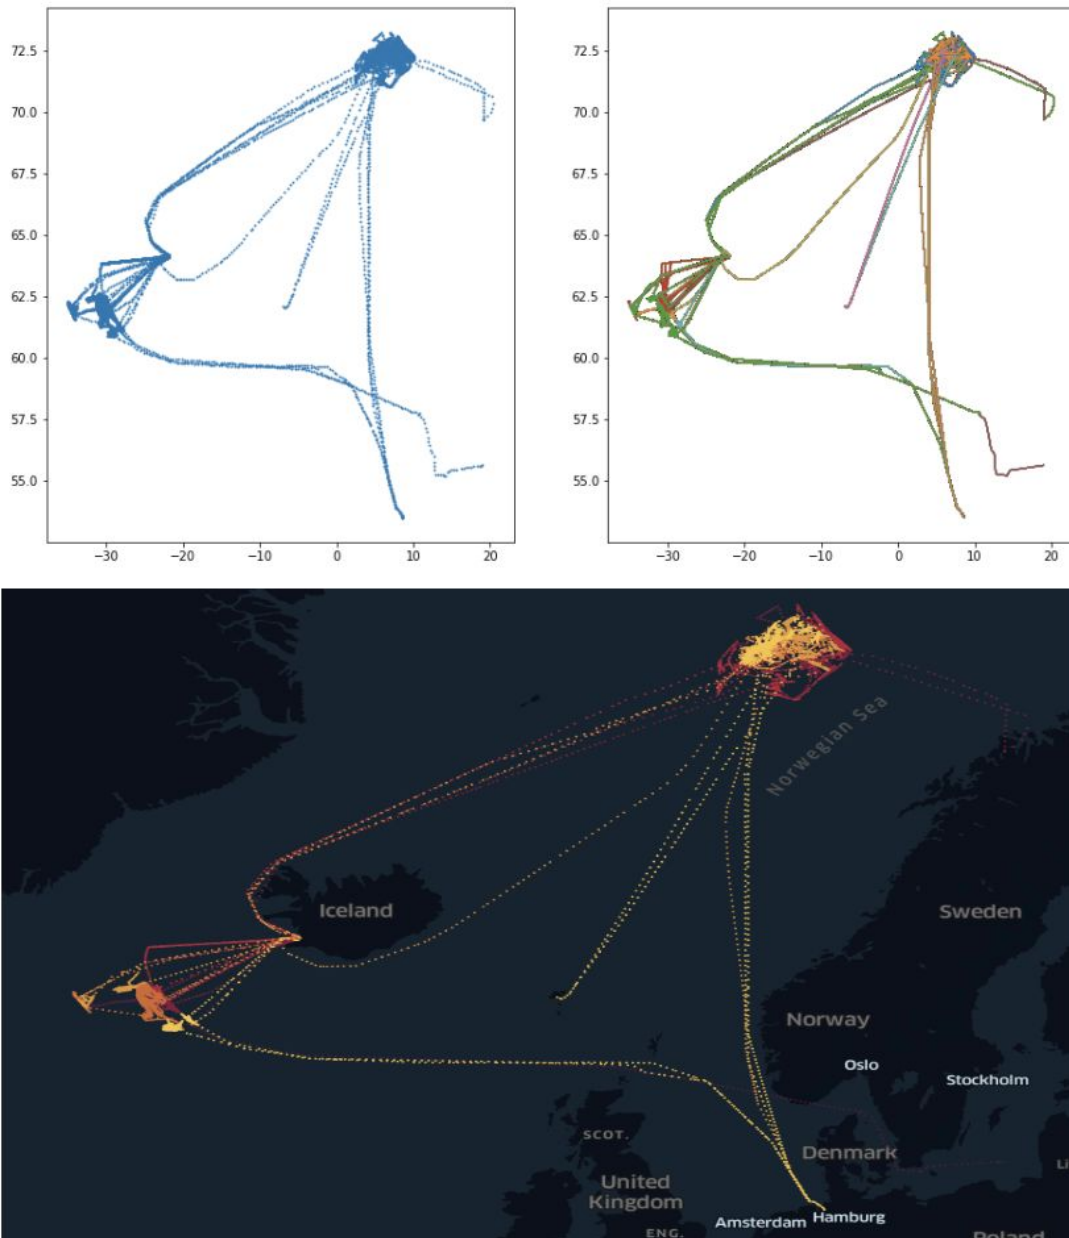 72.5
70.0
67.5
65.0
62.5
60.0
57.5
55.0
−30 −20 −10 0 10 20
72.5
70.0
67.5
65.0
62.5
60.0
57.5
55.0
−30 −20 −10 0 10 20
Norwegian Sea
Iceland
Sweden
Norway
Oslo
Stockholm
SCOT.
Denmark
Li
United
Kingdom
Amsterdam Hamburg
ENG.
Poland